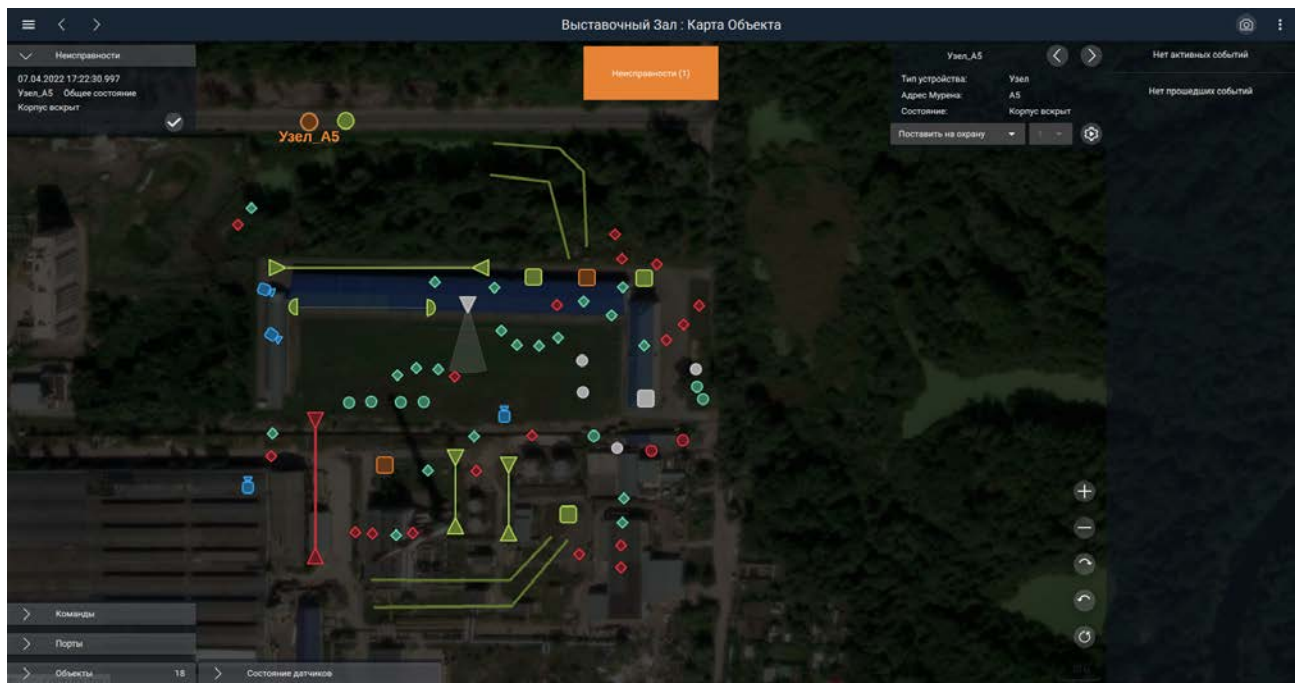 Выставочный Зал : Карта Объекта
Неисправности
07.04.2022 17:22:30.997
Узел_А5 Общее состояние
Корпус вскрыт
Неисправности (1)
Узел_А5
Узел_А5
Тип устройства: Узел
Адрес Мурена: А5
Состояние: Корпус вскрыт
Поставить на охрану
1
Нет активных событий
Нет прошедших событий
Команды
Порты
Объекты 18
Состояние датчиков